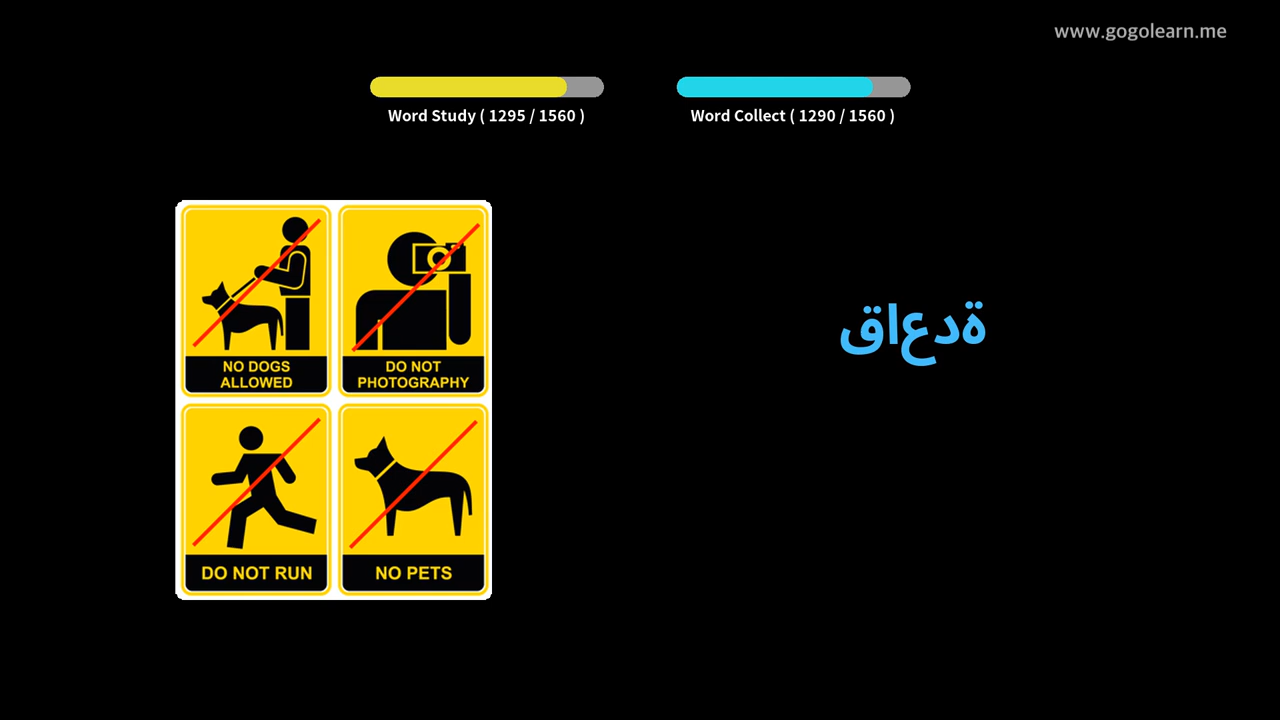 www.gogolearn.me
Word Study ( 1295 / 1560 )
Word Collect ( 1290 / 1560 )
NO DOGS
ALLOWED
DO NOT
PHOTOGRAPHY
DO NOT RUN
NO PETS
قاعدة